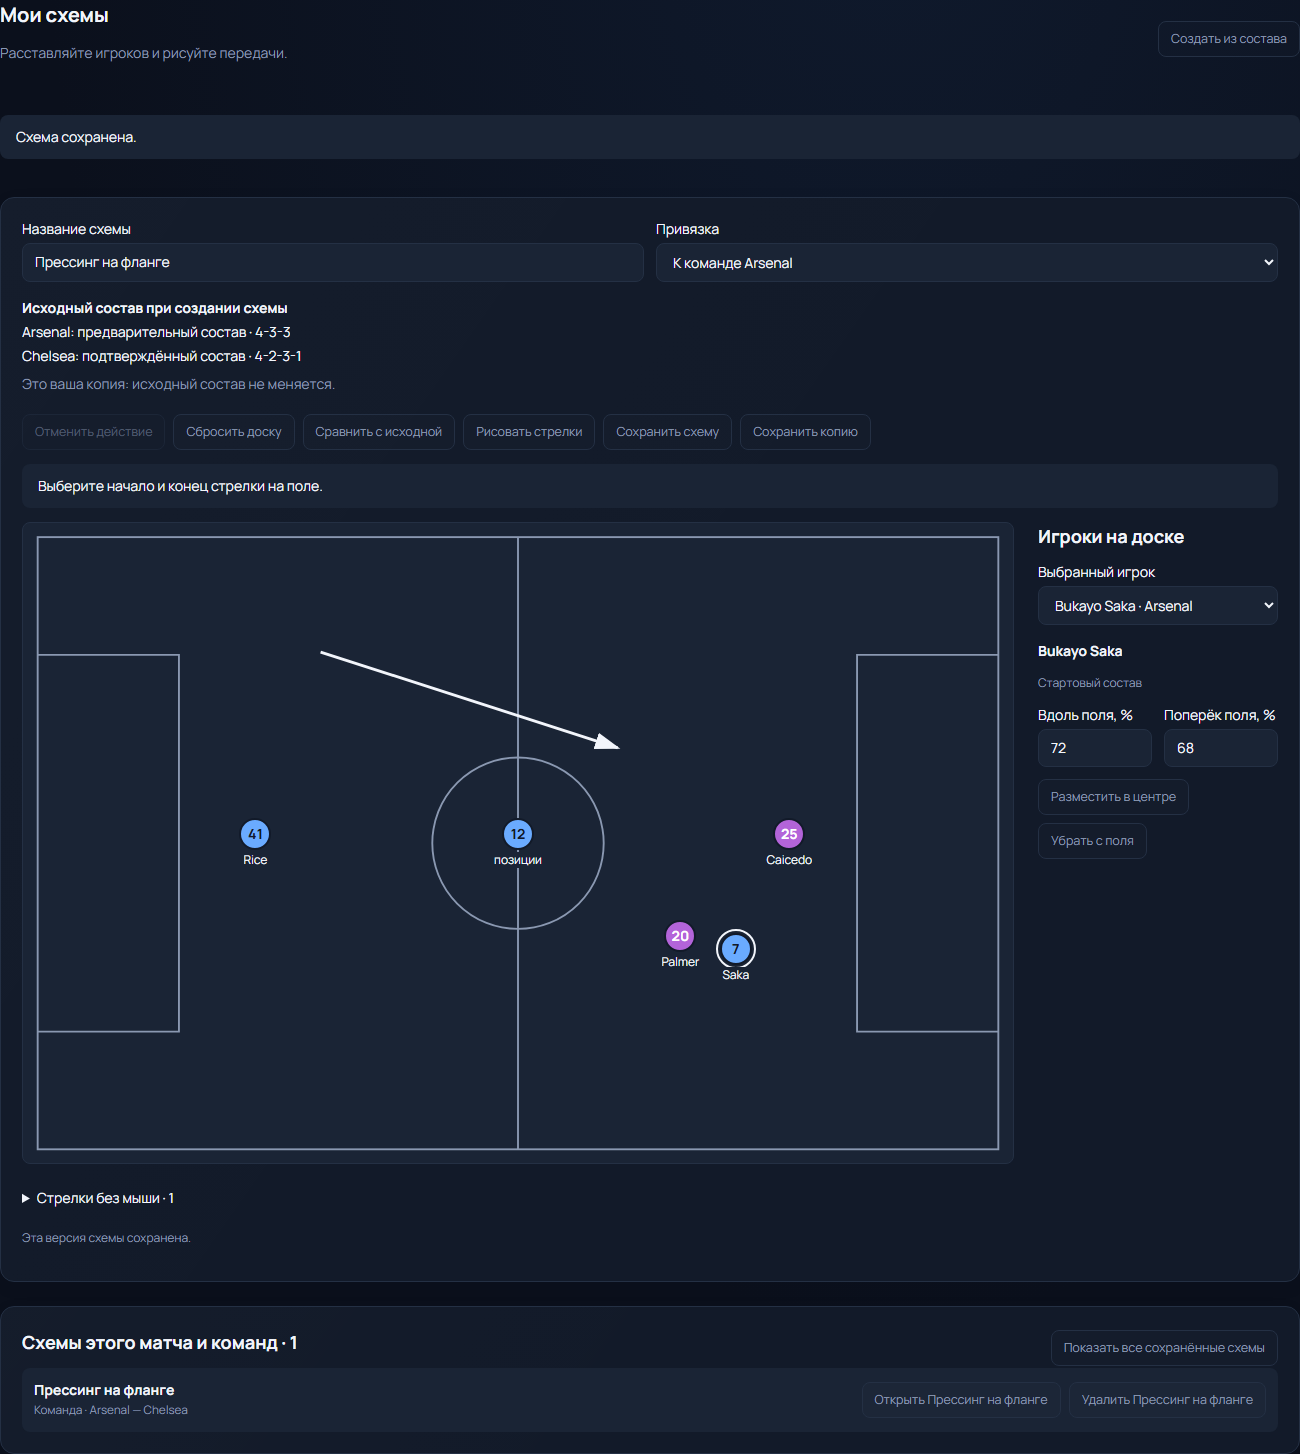 Мои схемы
Расставляйте игроков и рисуйте передачи.
Создать из состава
Схема сохранена.
Название схемы
Привязка
Прессинг на фланге
К команде Arsenal
Исходный состав при создании схемы
Arsenal: предварительный состав · 4-3-3
Chelsea: подтверждённый состав · 4-2-3-1
Это ваша копия: исходный состав не меняется.
Отменить действие
Сбросить доску
Сравнить с исходной
Рисовать стрелки
Сохранить схему
Сохранить копию
Выберите начало и конец стрелки на поле.
Игроки на доске
Выбранный игрок
Bukayo Saka · Arsenal
Bukayo Saka
Стартовый состав
Вдоль поля, %
Поперёк поля, %
72
68
Разместить в центре
Убрать с поля
41
Rice
12
позиции
25
Caicedo
20
Palmer
7
Saka
Стрелки без мыши · 1
Эта версия схемы сохранена.
Схемы этого матча и команд · 1
Показать все сохранённые схемы
Прессинг на фланге
Команда · Arsenal — Chelsea
Открыть Прессинг на фланге
Удалить Прессинг на фланге